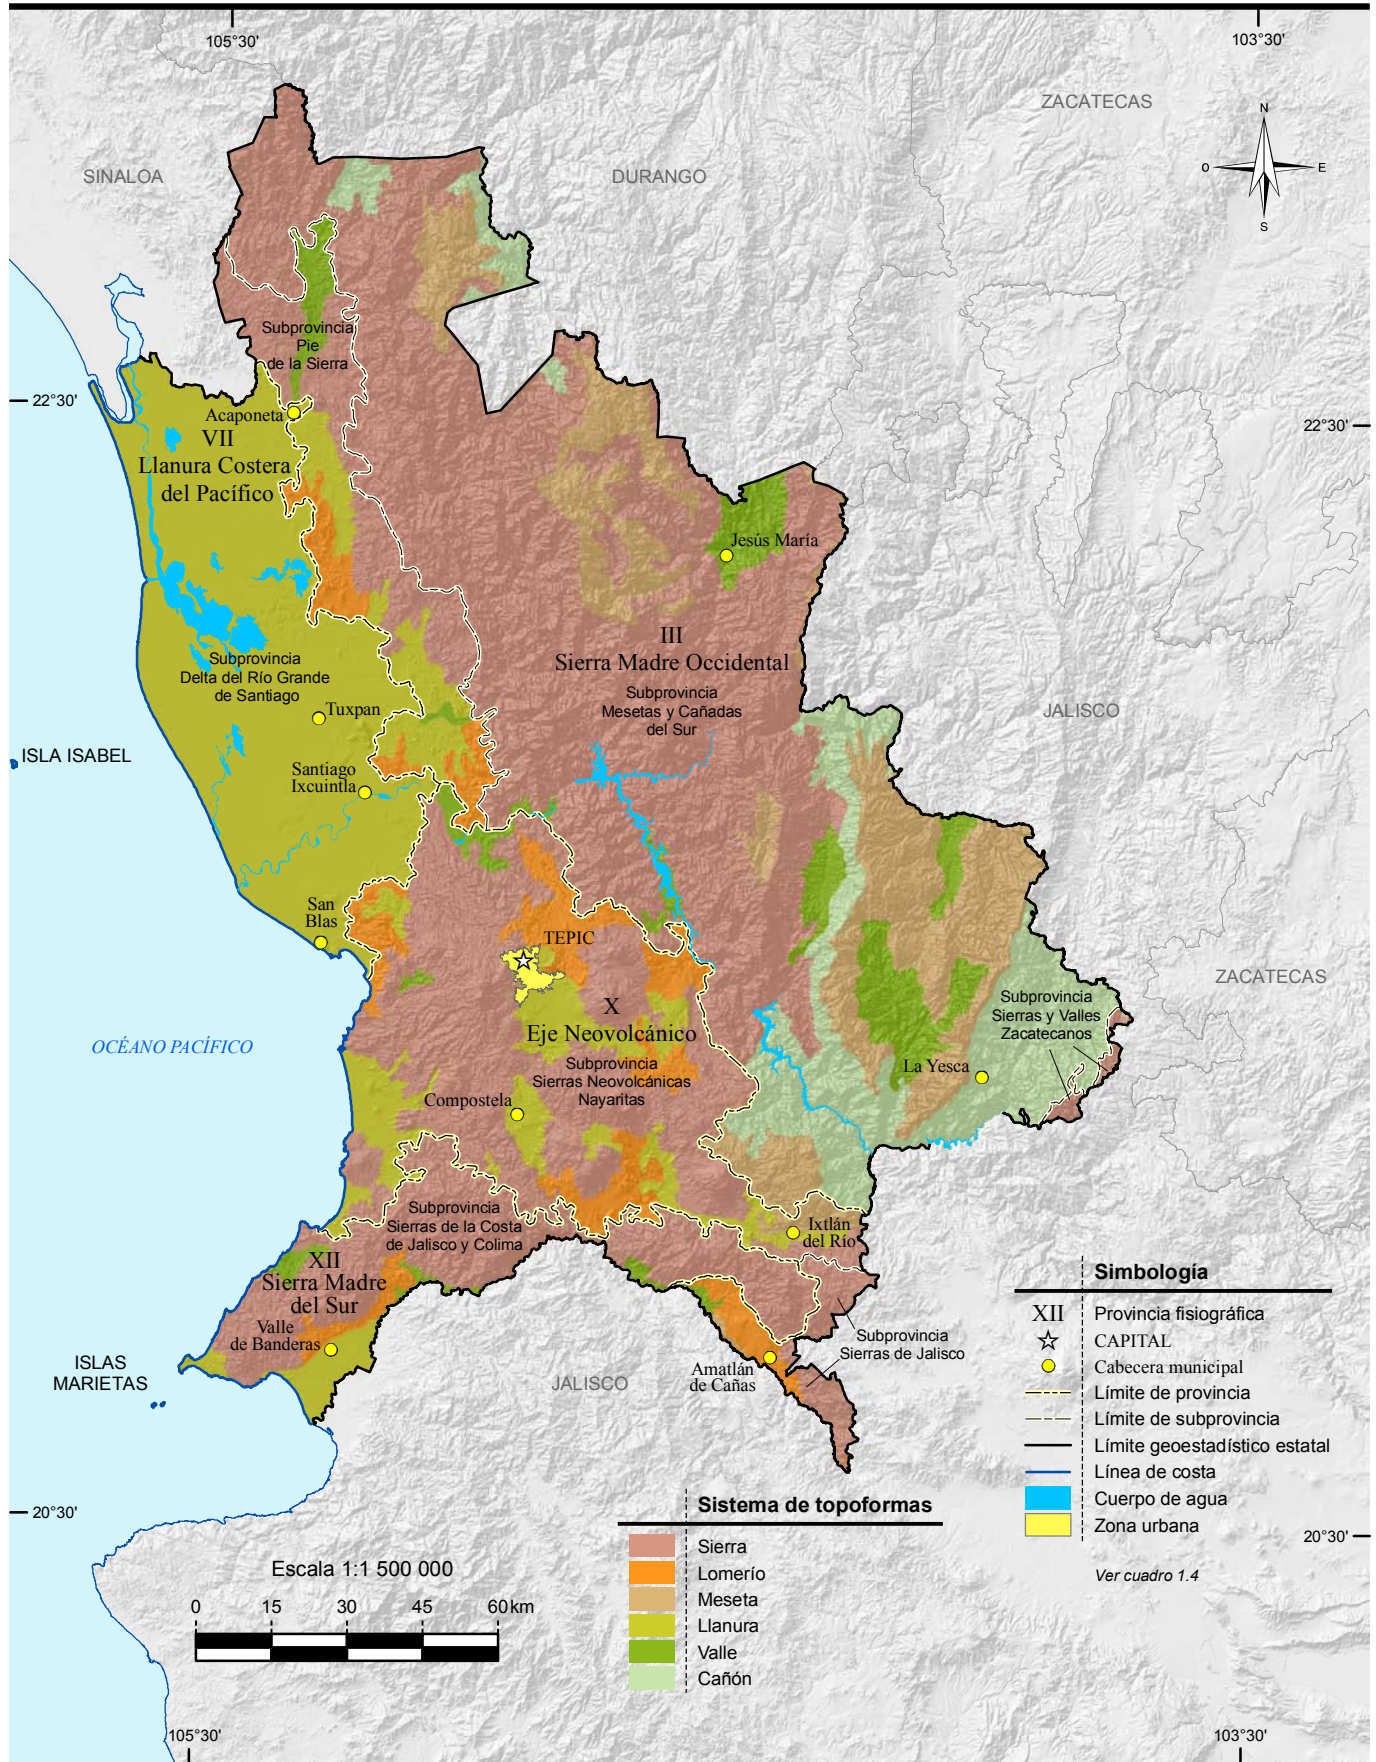 105°30'
103°30'
ZACATECAS
N
O
E
S
SINALOA
DURANGO
Subprovincia
Pie
de la Sierra
22°30'
22°30'
Acaponeta
VII
Llanura Costera
del Pacífico
Jesús María
III
Sierra Madre Occidental
Subprovincia
Mesetas y Cañadas
del Sur
Subprovincia
Delta del Río Grande
de Santiago
Tuxpan
JALISCO
ISLA ISABEL
Santiago
Ixcuintla
San
Blas
TEPIC
ZACATECAS
Subprovincia
Sierras y Valles
Zacatecanos
X
Eje Neovolcánico
OCÉANO PACÍFICO
Subprovincia
Sierras Neovolcánicas
Nayaritas
La Yesca
Compostela
Subprovincia
Sierras de la Costa
de Jalisco y Colima
Ixtlán
del Río
XII
Sierra Madre
del Sur
Valle
de Banderas
Subprovincia
Sierras de Jalisco
ISLAS
MARIETAS
Amatlán
de Cañas
JALISCO
Simbología
XII Provincia fisiográfica
CAPITAL
Cabecera municipal
Límite de provincia
Límite de subprovincia
Límite geoestadístico estatal
Línea de costa
Cuerpo de agua
Zona urbana
Ver cuadro 1.4
20°30'
20°30'
Sistema de topoformas
Sierra
Lomerío
Meseta
Llanura
Valle
Cañón
Escala 1:1 500 000
0 15 30 45 60 km
105°30'
103°30'